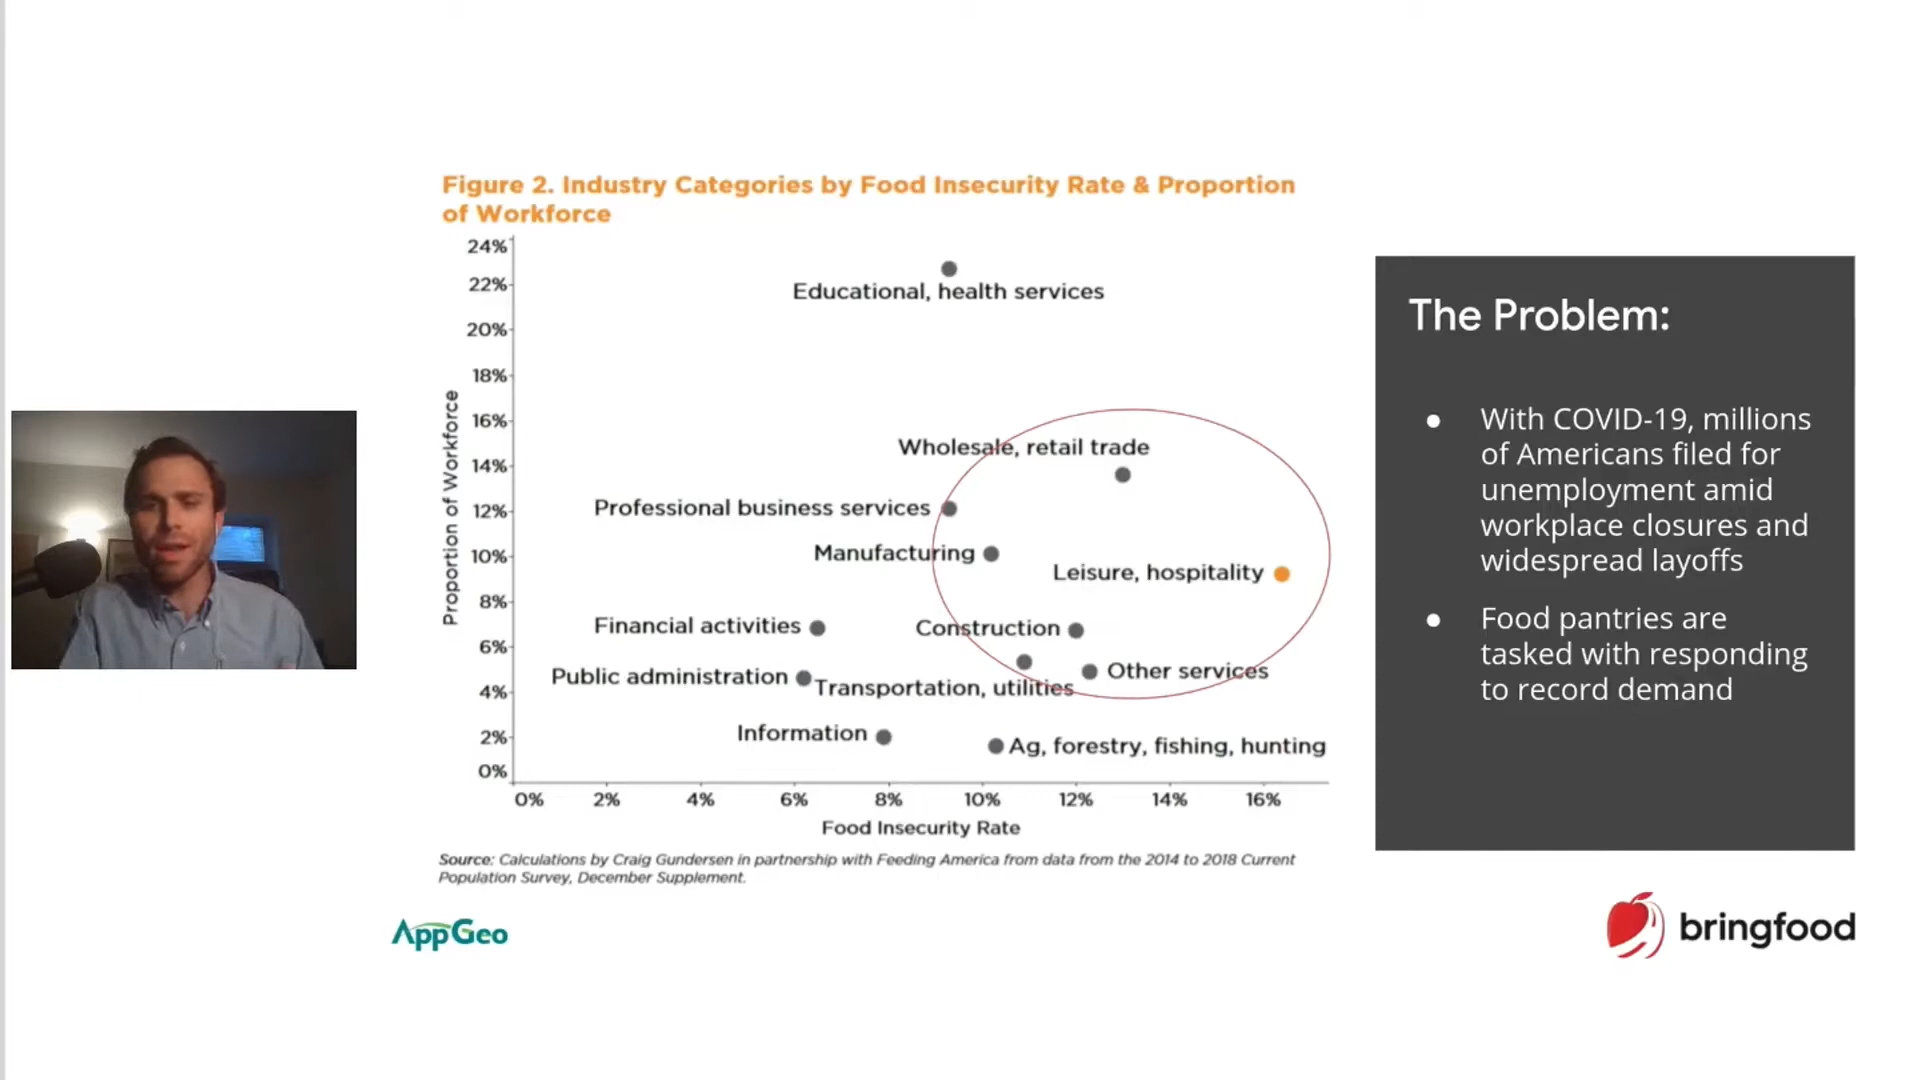 Figure 2. Industry Categories by Food Insecurity Rate & Proportion
of Workforce
Proportion of Workforce
24%
22%
20%
18%
16%
14%
12%
10%
8%
6%
4%
2%
0%
Educational, health services
Wholesale, retail trade
Professional business services
Manufacturing
Leisure, hospitality
Financial activities
Construction
Public administration
Other services
Transportation, utilities
Information
Ag, forestry, fishing, hunting
0% 2% 4% 6% 8% 10% 12% 14% 16%
Food Insecurity Rate
Source: Calculations by Craig Gundersen in partnership with Feeding America from data from the 2014 to 2018 Current
Population Survey, December Supplement.
The Problem:
● With COVID-19, millions
of Americans filed for
unemployment amid
workplace closures and
widespread layoffs
● Food pantries are
tasked with responding
to record demand
AppGeo
bringfood